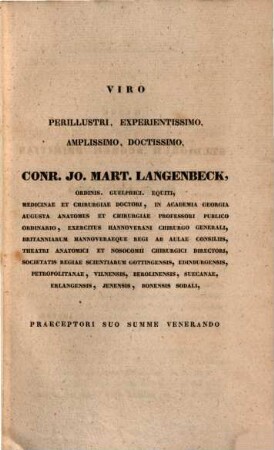 VIRO
PERILLUSTRI, EXPERIENTISSIMO,
AMPLISSIMO, DOCTISSIMO,
CONR. JO. MART. LANGENBECK,
ORDINIS. GUELPHICI. EQUITI,
MEDICINAE ET CHIRURGIAE DOCTORI, IN ACADEMIA GEORGIA
AUGUSTA ANATOMES ET CHIRURGIAE PROFESSORI PUBLICO
ORDINARIO, EXERCITUS HANNOVERANI CHIRURGO GENERALI,
BRITANNIARUM HANNOVERAEQUE REGI AB AULAE CONSILIIS,
THEATRI ANATOMICI ET NOSOCOMII CHIRURGICI DIRECTORI,
SOCIETATIS REGIAE SCIENTIARUM GOTTINGENSIS, EDINBURGENSIS,
PETROPOLITANAE, VILNENSIS, BEROLINENSIS, SUECANAE,
ERLANGENSIS, JENENSIS, BONENSIS SODALI,
PRAECEPTORI SUO SUMME VENERANDO